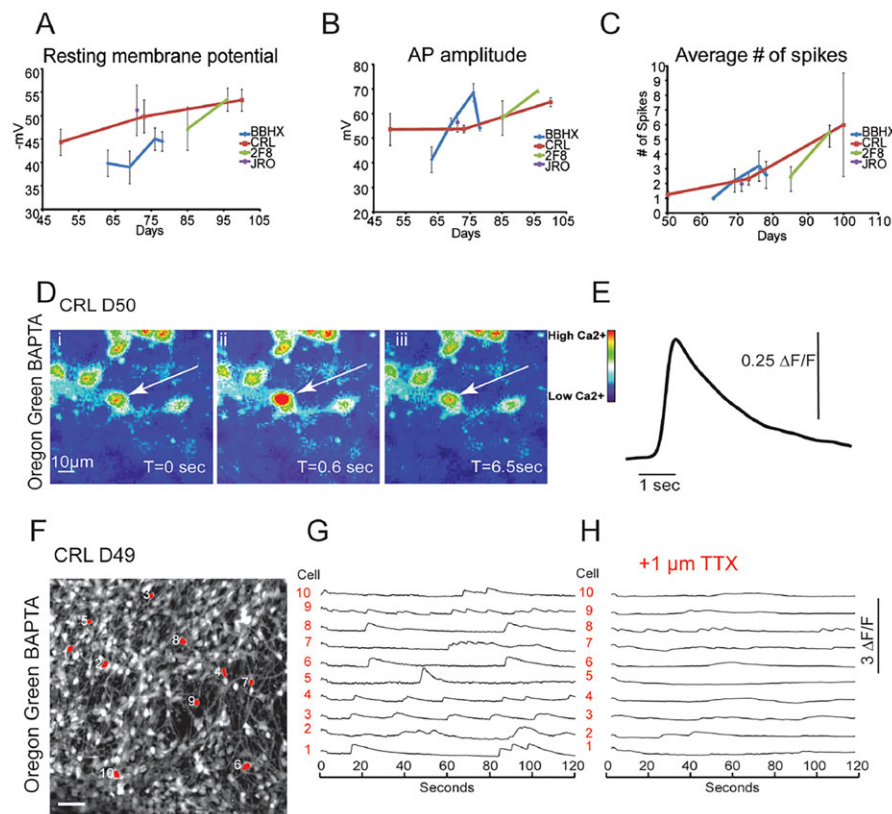 A
Resting membrane potential
-mV
60
55
50
45
40
35
30
45 55 65 75 85 95 105
Days
BBHX
CRL
2F8
JRO
B
AP amplitude
-mV
80
70
60
50
40
30
20
45 55 65 75 85 95 105
Days
BBHX
CRL
2F8
JRO
C
Average # of spikes
# of Spikes
10
9
8
7
6
5
4
3
2
1
0
50 60 70 80 90 100 110
Days
BBHX
CRL
2F8
JRO
D CRL D50
Oregon Green BAPTA
i ii iii
10µm
T=0 sec T=0.6 sec T=6.5sec
High Ca2+
Low Ca2+
E
0.25 ΔF/F
1 sec
F
CRL D49
Oregon Green BAPTA
3
5
8
2
4
7
9
6
10
G
Cell
10
9
8
7
6
5
4
3
2
1
0 20 40 60 80 100 120
Seconds
H
+1 µm TTX
Cell
10
9
8
7
6
5
4
3
2
1
0 20 40 60 80 100 120
Seconds
3 ΔF/F